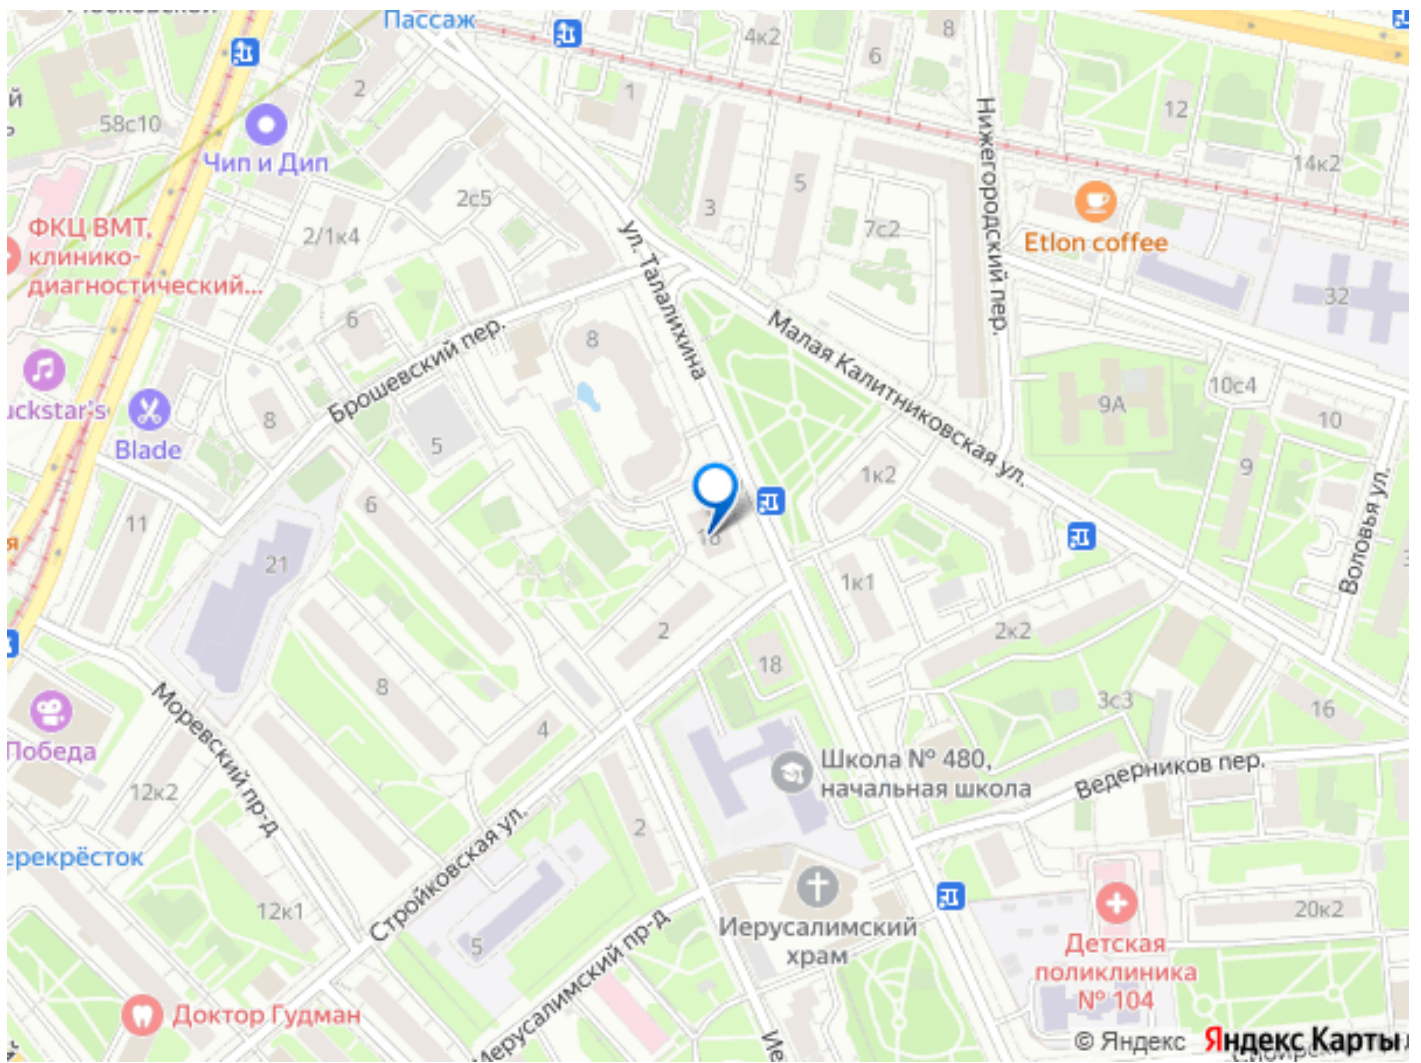 Пассаж
4к2
8
6
2
1
12
58с10
Чип и Дип
14к2
Нижегородский пер.
5
2с5
3
ФКЦ ВМТ,
клинико-
диагностический...
2/1к4
7с2
Etlon coffee
ул. Талалихина
32
6
8
Малая Калитниковская ул.
Брошевский пер.
uckstar's
8
Blade
5
9А
10с4
10
9
1к2
6
11
16
21
1к1
Воловья ул.
2
2к2
18
8
Моревский пр-д
3с3
16
Победа
4
Школа № 480,
начальная школа
Ведерников пер.
12к2
2
ерекрёсток
Стройковская ул.
12к1
5
Иерусалимский
храм
20к2
Детская
поликлиника
№ 104
Иерусалимский пр-д
Доктор Гудман
© Яндекс Яндекс Карты